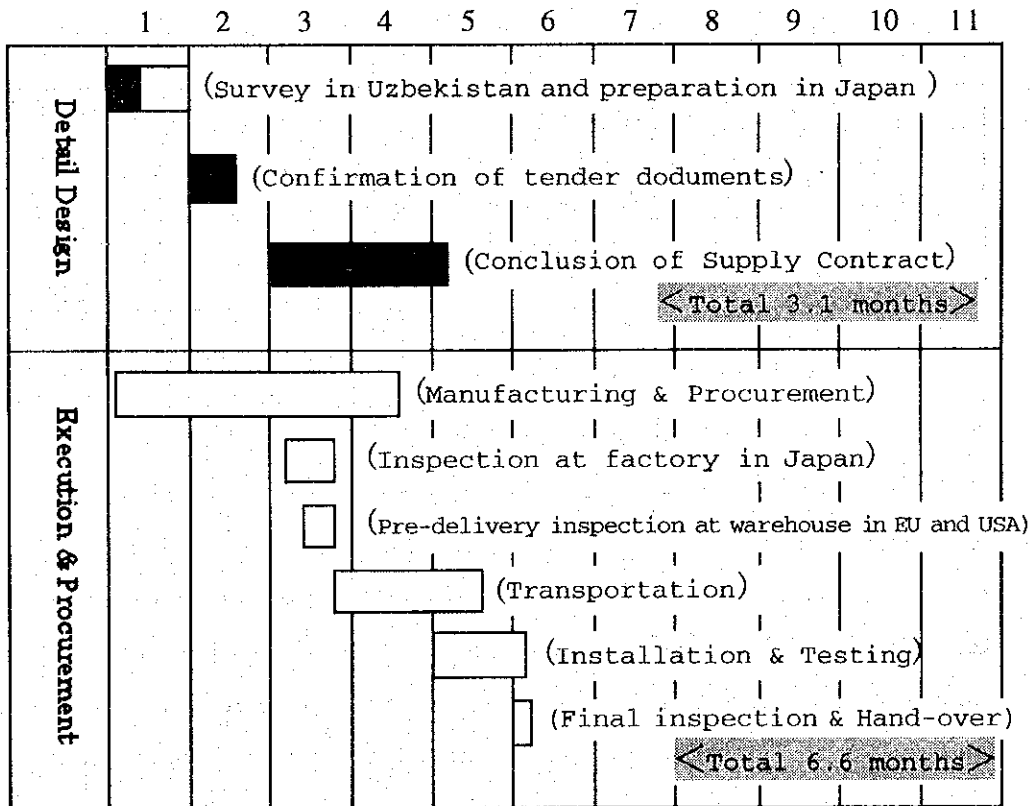 1 2 3 4 5 6 7 8 9 10 11
Detail Design
(Survey in Uzbekistan and preparation in Japan )
(Confirmation of tender doduments)
(Conclusion of Supply Contract)
<Total 3.1 months>
Execution & Procurement
(Manufacturing & Procurement)
(Inspection at factory in Japan)
(Pre-delivery inspection at warehouse in EU and USA)
(Transportation)
(Installation & Testing)
(Final inspection & Hand-over)
<Total 6.6 months>